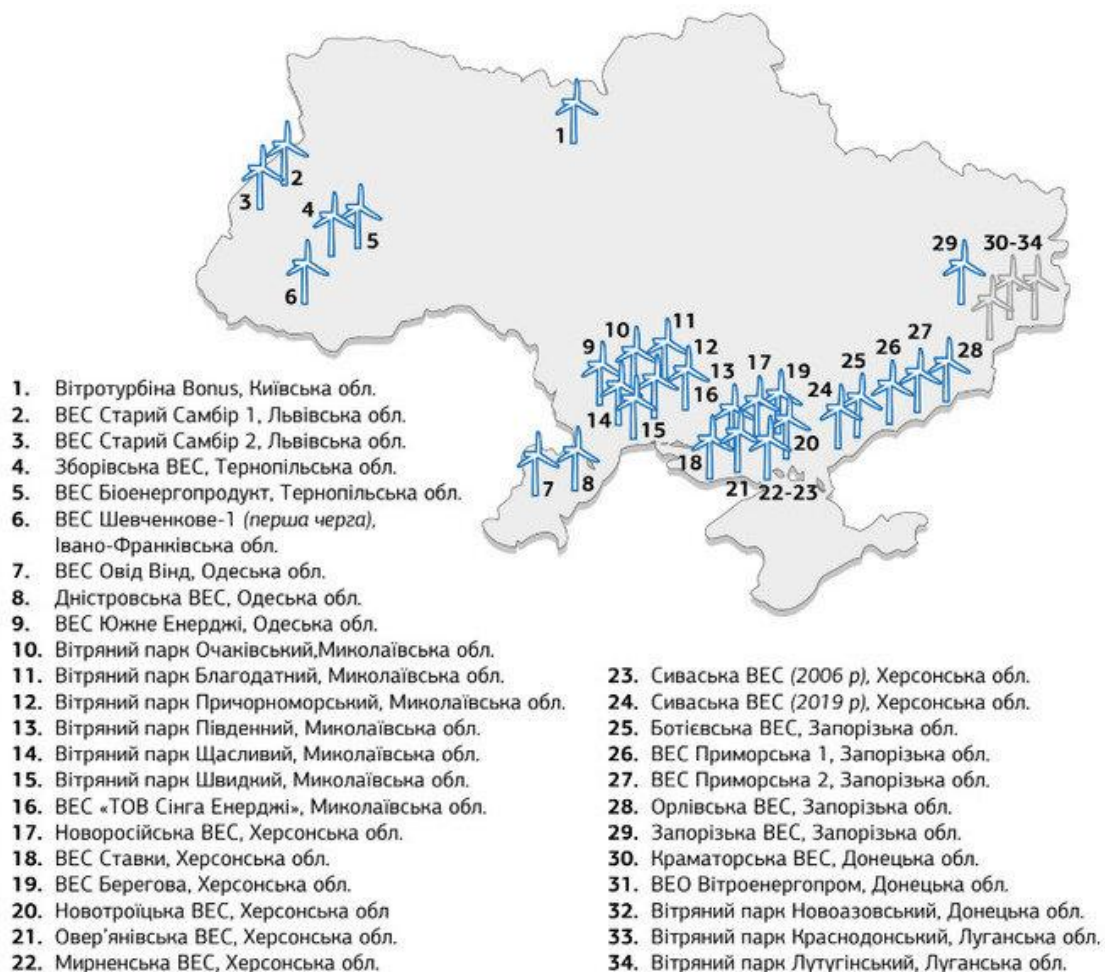 1
2
3
4
5
6
29
30-34
11
10
9
12
13
17
19
24
25
26
27
28
16
14
15
18
20
21
22-23
7
8
1. Вітротурбіна Bonus, Київська обл.
2. ВЕС Старий Самбір 1, Львівська обл.
3. ВЕС Старий Самбір 2, Львівська обл.
4. Зборівська ВЕС, Тернопільська обл.
5. ВЕС Біоенергопродукт, Тернопільська обл.
6. ВЕС Шевченкове-1 (перша черга),
Івано-Франківська обл.
7. ВЕС Овід Вінд, Одеська обл.
8. Дністровська ВЕС, Одеська обл.
9. ВЕС Южне Енерджі, Одеська обл.
10. Вітряний парк Очаківський,Миколаївська обл.
11. Вітряний парк Благодатний, Миколаївська обл.
12. Вітряний парк Причорноморський, Миколаївська обл.
13. Вітряний парк Південний, Миколаївська обл.
14. Вітряний парк Щасливий, Миколаївська обл.
15. Вітряний парк Швидкий, Миколаївська обл.
16. ВЕС «ТОВ Сінга Енерджі», Миколаївська обл.
17. Новоросійська ВЕС, Херсонська обл.
18. ВЕС Ставки, Херсонська обл.
19. ВЕС Берегова, Херсонська обл.
20. Новотроїцька ВЕС, Херсонська обл
21. Овер'янівська ВЕС, Херсонська обл.
22. Мирненська ВЕС, Херсонська обл.
23. Сиваська ВЕС (2006 р), Херсонська обл.
24. Сиваська ВЕС (2019 р), Херсонська обл.
25. Ботієвська ВЕС, Запорізька обл.
26. ВЕС Приморська 1, Запорізька обл.
27. ВЕС Приморська 2, Запорізька обл.
28. Орлівська ВЕС, Запорізька обл.
29. Запорізька ВЕС, Запорізька обл.
30. Краматорська ВЕС, Донецька обл.
31. ВЕО Вітроенергопром, Донецька обл.
32. Вітряний парк Новоазовський, Донецька обл.
33. Вітряний парк Краснодонський, Луганська обл.
34. Вітряний парк Лутугінський, Луганська обл.